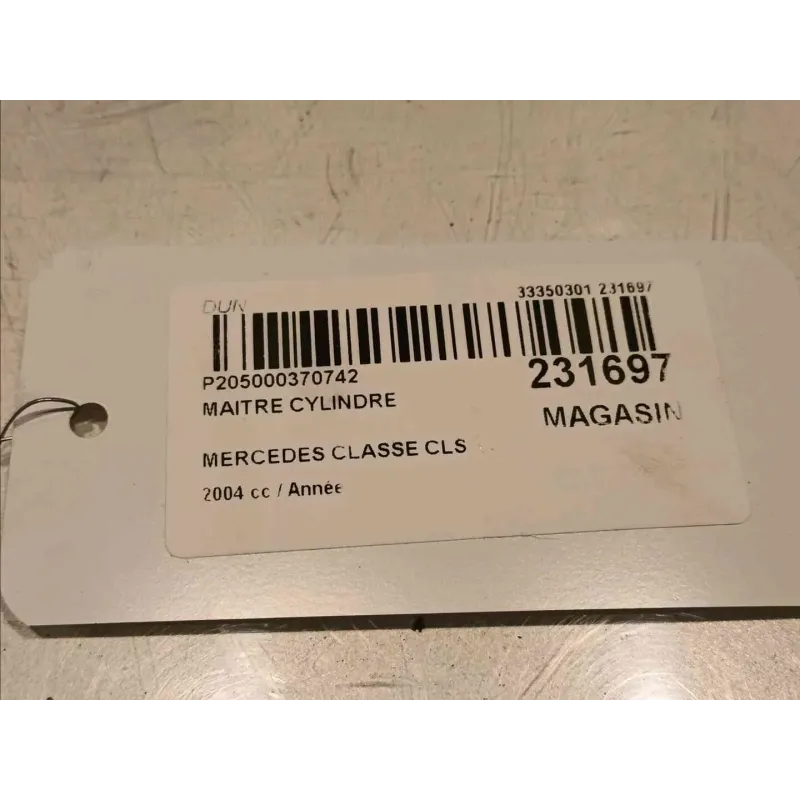 DUN
33350301 231697
P205000370742
231697
MAITRE CYLINDRE
MAGASIN
MERCEDES CLASSE CLS
2004 cc / Année